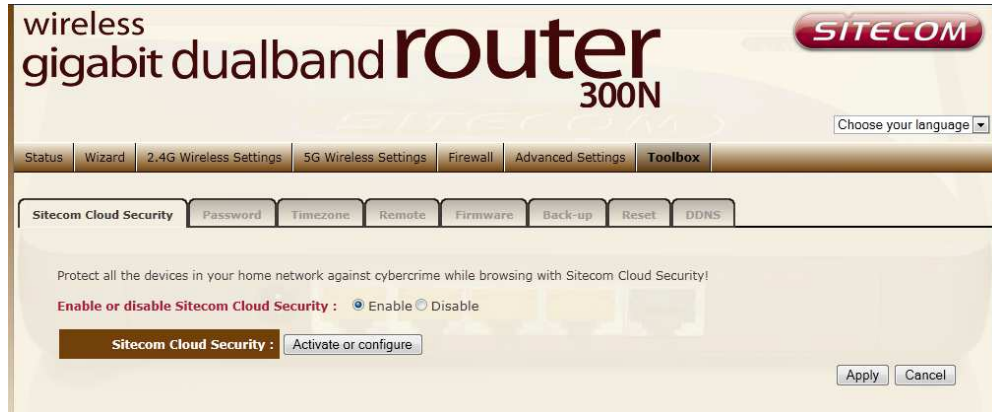 wireless
gigabit dualband router
300N
SITECOM
Choose your language
Status Wizard 2.4G Wireless Settings 5G Wireless Settings Firewall Advanced Settings Toolbox
Sitecom Cloud Security Password Timezone Remote Firmware Back-up Reset DDNS
Protect all the devices in your home network against cybercrime while browsing with Sitecom Cloud Security!
Enable or disable Sitecom Cloud Security : Enable Disable
Sitecom Cloud Security : Activate or configure
Apply Cancel